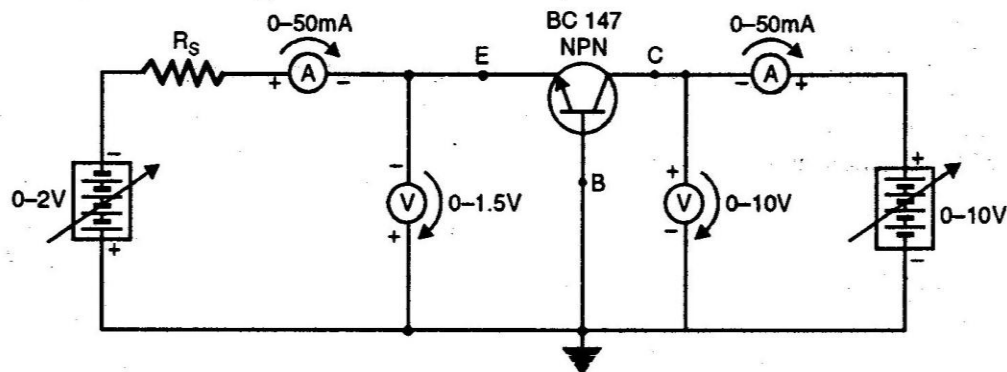 0–50mA
BC 147
NPN
0–50mA
R_S
E
C
A
+ -
A
- +
-
0–2V
+
-
V
0–1.5V
+
B
+
V
0–10V
-
+
0–10V
-